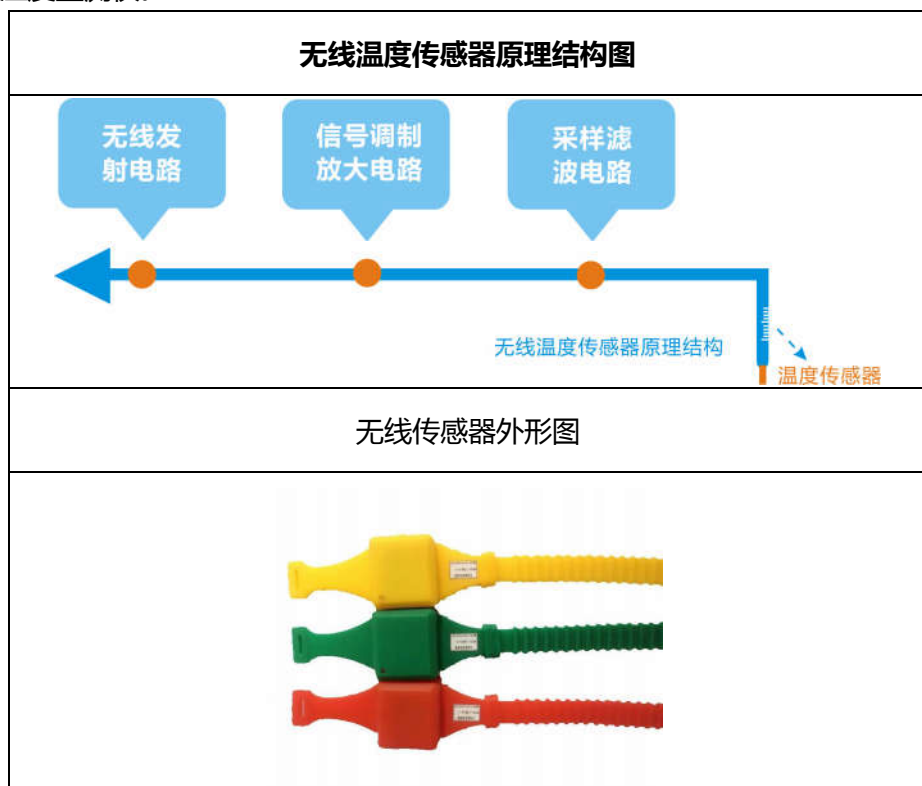 无线温度传感器原理结构图
无线发
射电路
信号调制
放大电路
采样滤
波电路
无线温度传感器原理结构
温度传感器
无线传感器外形图